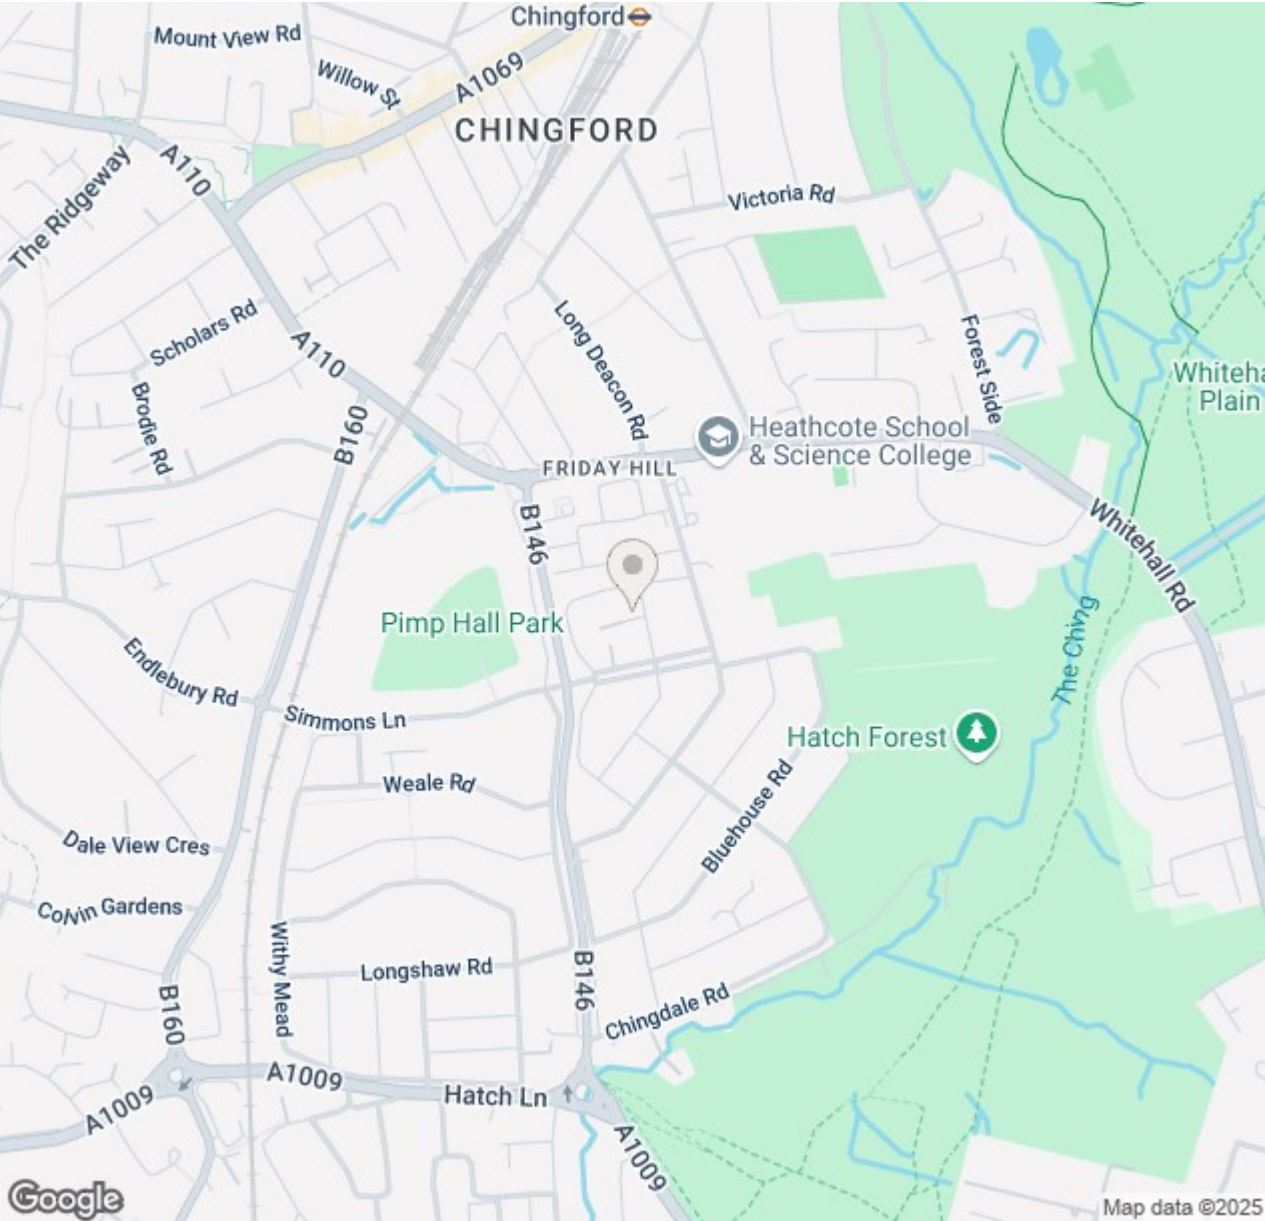 Chingford
Mount View Rd
Willow St
A1069
CHINGFORD
A110
The Ridgeway
Victoria Rd
Scholars Rd
A110
Long Deacon Rd
Forest Side
Whiteha
Plain
Brodie Rd
B160
Heathcote School
& Science College
FRIDAY HILL
B146
Whitehall Rd
Pimp Hall Park
The Ching
Endlebury Rd
Simmons Ln
Hatch Forest
Weale Rd
Bluehouse Rd
Dale View Cres
Colvin Gardens
Withy Mead
Longshaw Rd
B146
B160
Chingdale Rd
A1009
Hatch Ln
A1009
A1009
Google
Map data ©2025